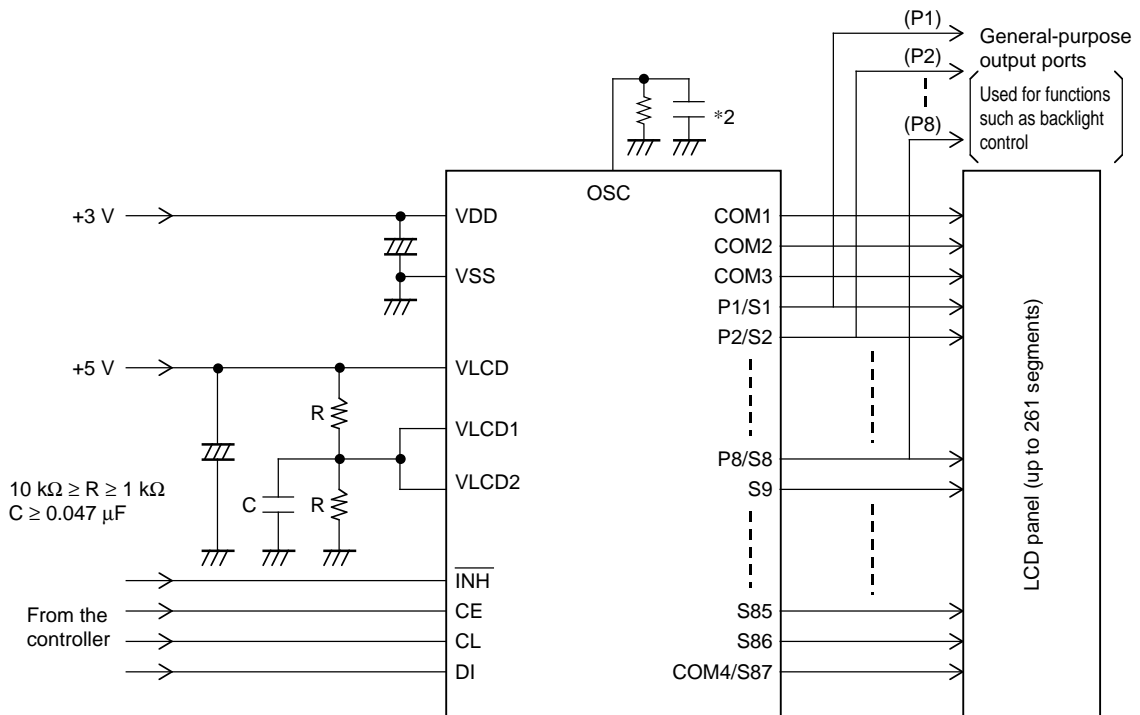 (P1)
General-purpose
output ports
(P2)
Used for functions
such as backlight
control
(P8)
*2
OSC
+3 V
VDD
VSS
+5 V
VLCD
R
VLCD1
VLCD2
C
R
10 kΩ ≥ R ≥ 1 kΩ
C ≥ 0.047 μF
INH
From the
controller
CE
CL
DI
COM1
COM2
COM3
P1/S1
P2/S2
P8/S8
S9
S85
S86
COM4/S87
LCD panel (up to 261 segments)